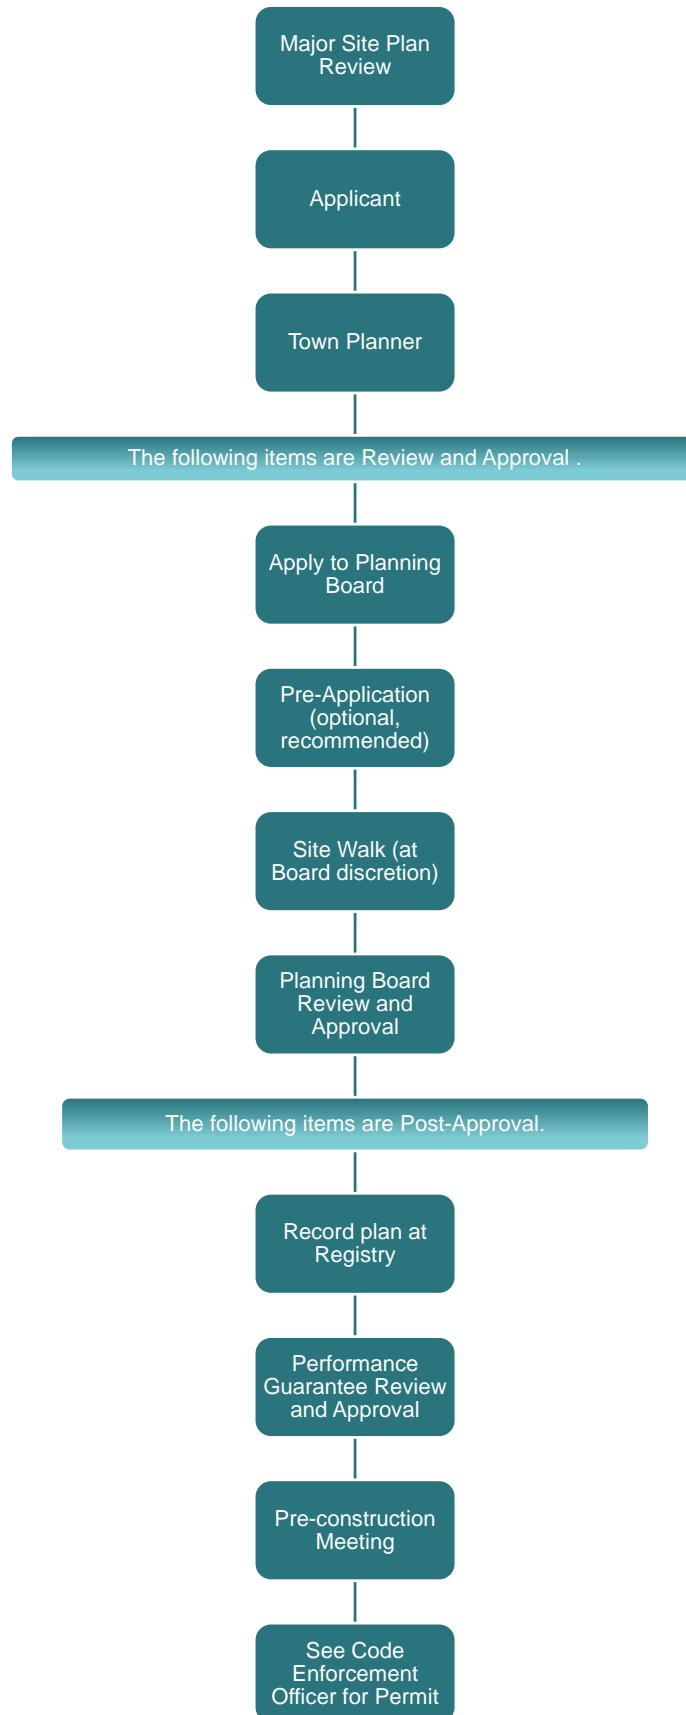 Major Site Plan
Review
Applicant
Town Planner
The following items are Review and Approval .
Apply to Planning
Board
Pre-Application
(optional,
recommended)
Site Walk (at
Board discretion)
Planning Board
Review and
Approval
The following items are Post-Approval.
Record plan at
Registry
Performance
Guarantee Review
and Approval
Pre-construction
Meeting
See Code
Enforcement
Officer for Permit